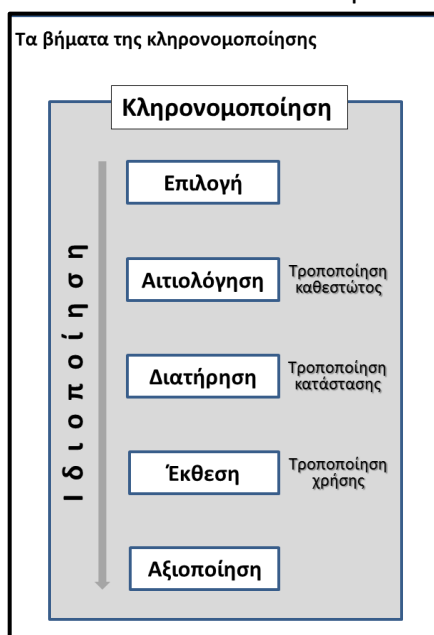 Τα βήματα της κληρονομοποίησης
Κληρονομοποίηση
Ιδιοποίηση
Επιλογή
Αιτιολόγηση
Τροποποίηση
καθεστώτος
Διατήρηση
Τροποποίηση
κατάστασης
Έκθεση
Τροποποίηση
χρήσης
Αξιοποίηση